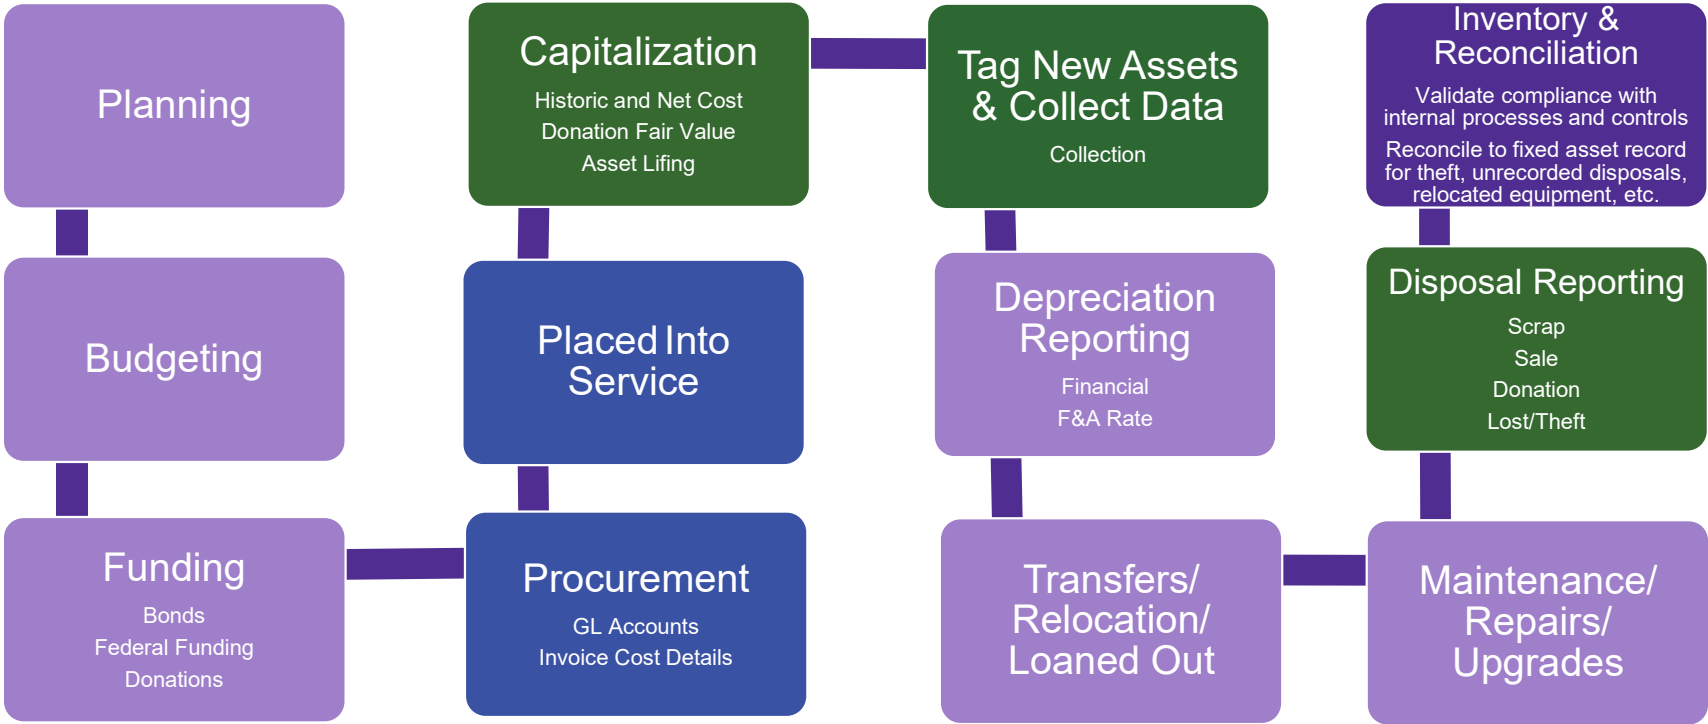 Planning
Budgeting
Funding
Bonds
Federal Funding
Donations
Procurement
GL Accounts
Invoice Cost Details
Placed Into
Service
Capitalization
Historic and Net Cost
Donation Fair Value
Asset Lifing
Tag New Assets
& Collect Data
Collection
Depreciation
Reporting
Financial
F&A Rate
Transfers/
Relocation/
Loaned Out
Maintenance/
Repairs/
Upgrades
Disposal Reporting
Scrap
Sale
Donation
Lost/Theft
Inventory &
Reconciliation
Validate compliance with
internal processes and controls
Reconcile to fixed asset record
for theft, unrecorded disposals,
relocated equipment, etc.